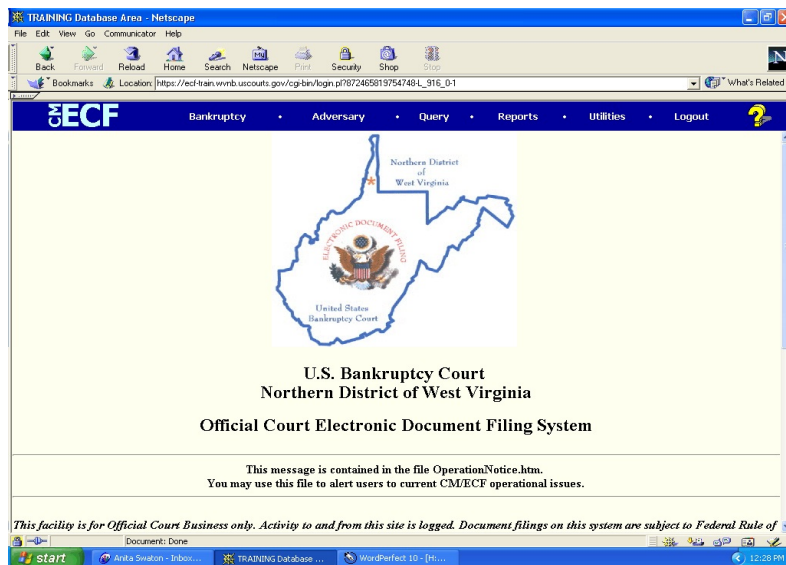 TRAINING Database Area - Netscape
File Edit View Go Communicator Help
Back Forward Reload Home Search Netscape Print Security Shop Stop
Bookmarks Location: https://ecf-train.wvnb.uscourts.gov/cgi-bin/login.pl?872465819754748-L_916_0-1 What's Related
CM ECF Bankruptcy • Adversary • Query • Reports • Utilities • Logout ?
Northern District
of
West Virginia
ELECTRONIC DOCUMENT FILING
United States
Bankruptcy Court
U.S. Bankruptcy Court
Northern District of West Virginia
Official Court Electronic Document Filing System
This message is contained in the file OperationNotice.htm.
You may use this file to alert users to current CM/ECF operational issues.
This facility is for Official Court Business only. Activity to and from this site is logged. Document filings on this system are subject to Federal Rule of
Document: Done
start Anita Swaton - Inbox... TRAINING Database ... WordPerfect 10 - [H:... 12:28 PM